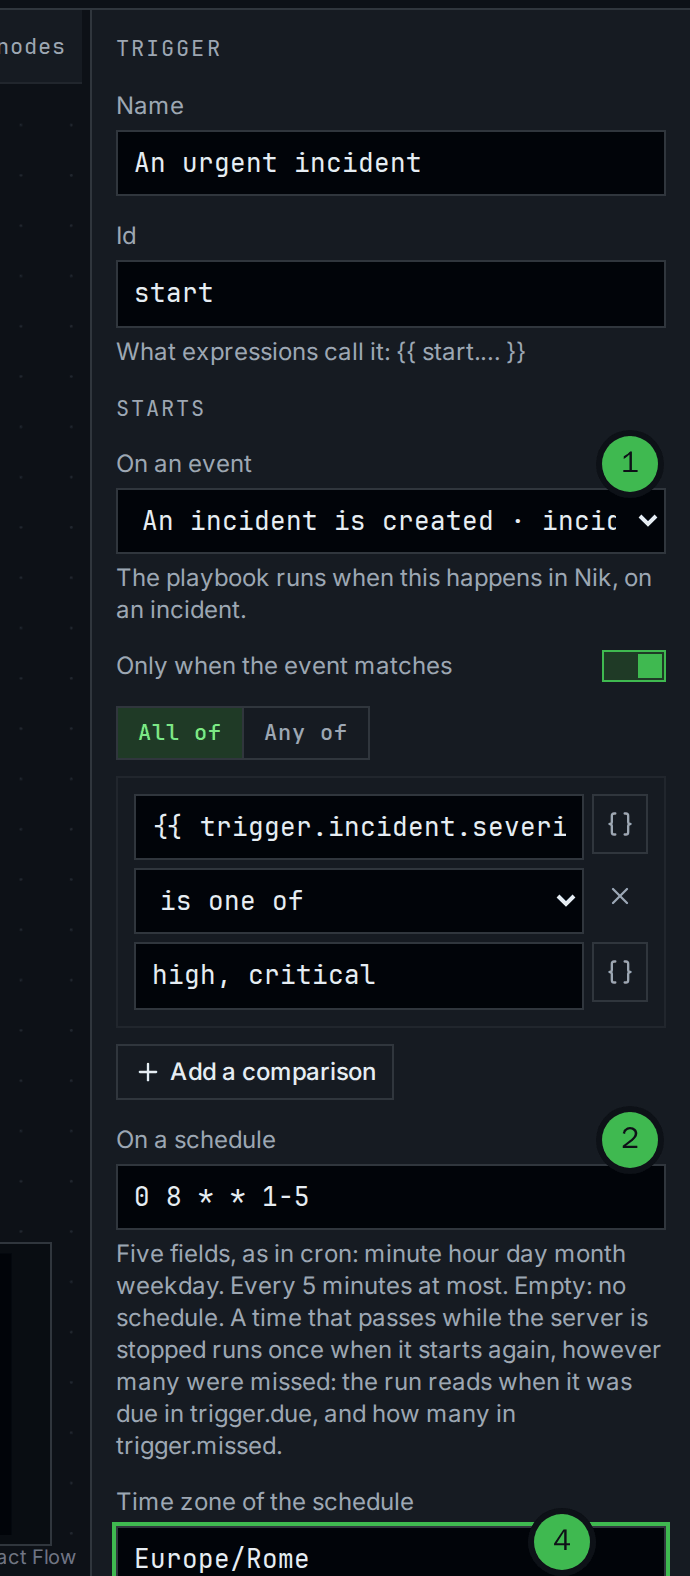 nodes
TRIGGER
Name
An urgent incident
Id
start
What expressions call it: {{ start.... }}
STARTS
On an event
1
An incident is created · incid
The playbook runs when this happens in Nik, on
an incident.
Only when the event matches
All of
Any of
{{ trigger.incident.severi
{}
is one of
high, critical
{}
Add a comparison
On a schedule
2
0 8 * * 1-5
Five fields, as in cron: minute hour day month
weekday. Every 5 minutes at most. Empty: no
schedule. A time that passes while the server is
stopped runs once when it starts again, however
many were missed: the run reads when it was
due in trigger.due, and how many in
trigger.missed.
Time zone of the schedule
4
Europe/Rome
act Flow